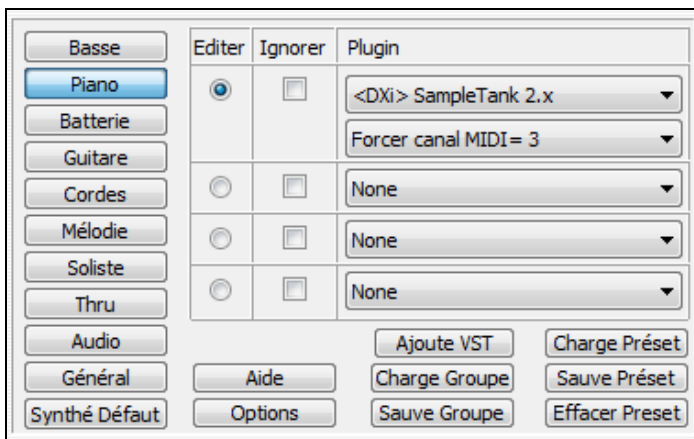 Basse
Piano
Batterie
Guitare
Cordes
Mélodie
Soliste
Thru
Audio
Général
Synthé Défaut
Editer Ignorer Plugin
<DXi> SampleTank 2.x
Forcer canal MIDI= 3
None
None
None
Ajoute VST Charge Préset
Aide Charge Groupe Sauve Préset
Options Sauve Groupe Effacer Preset